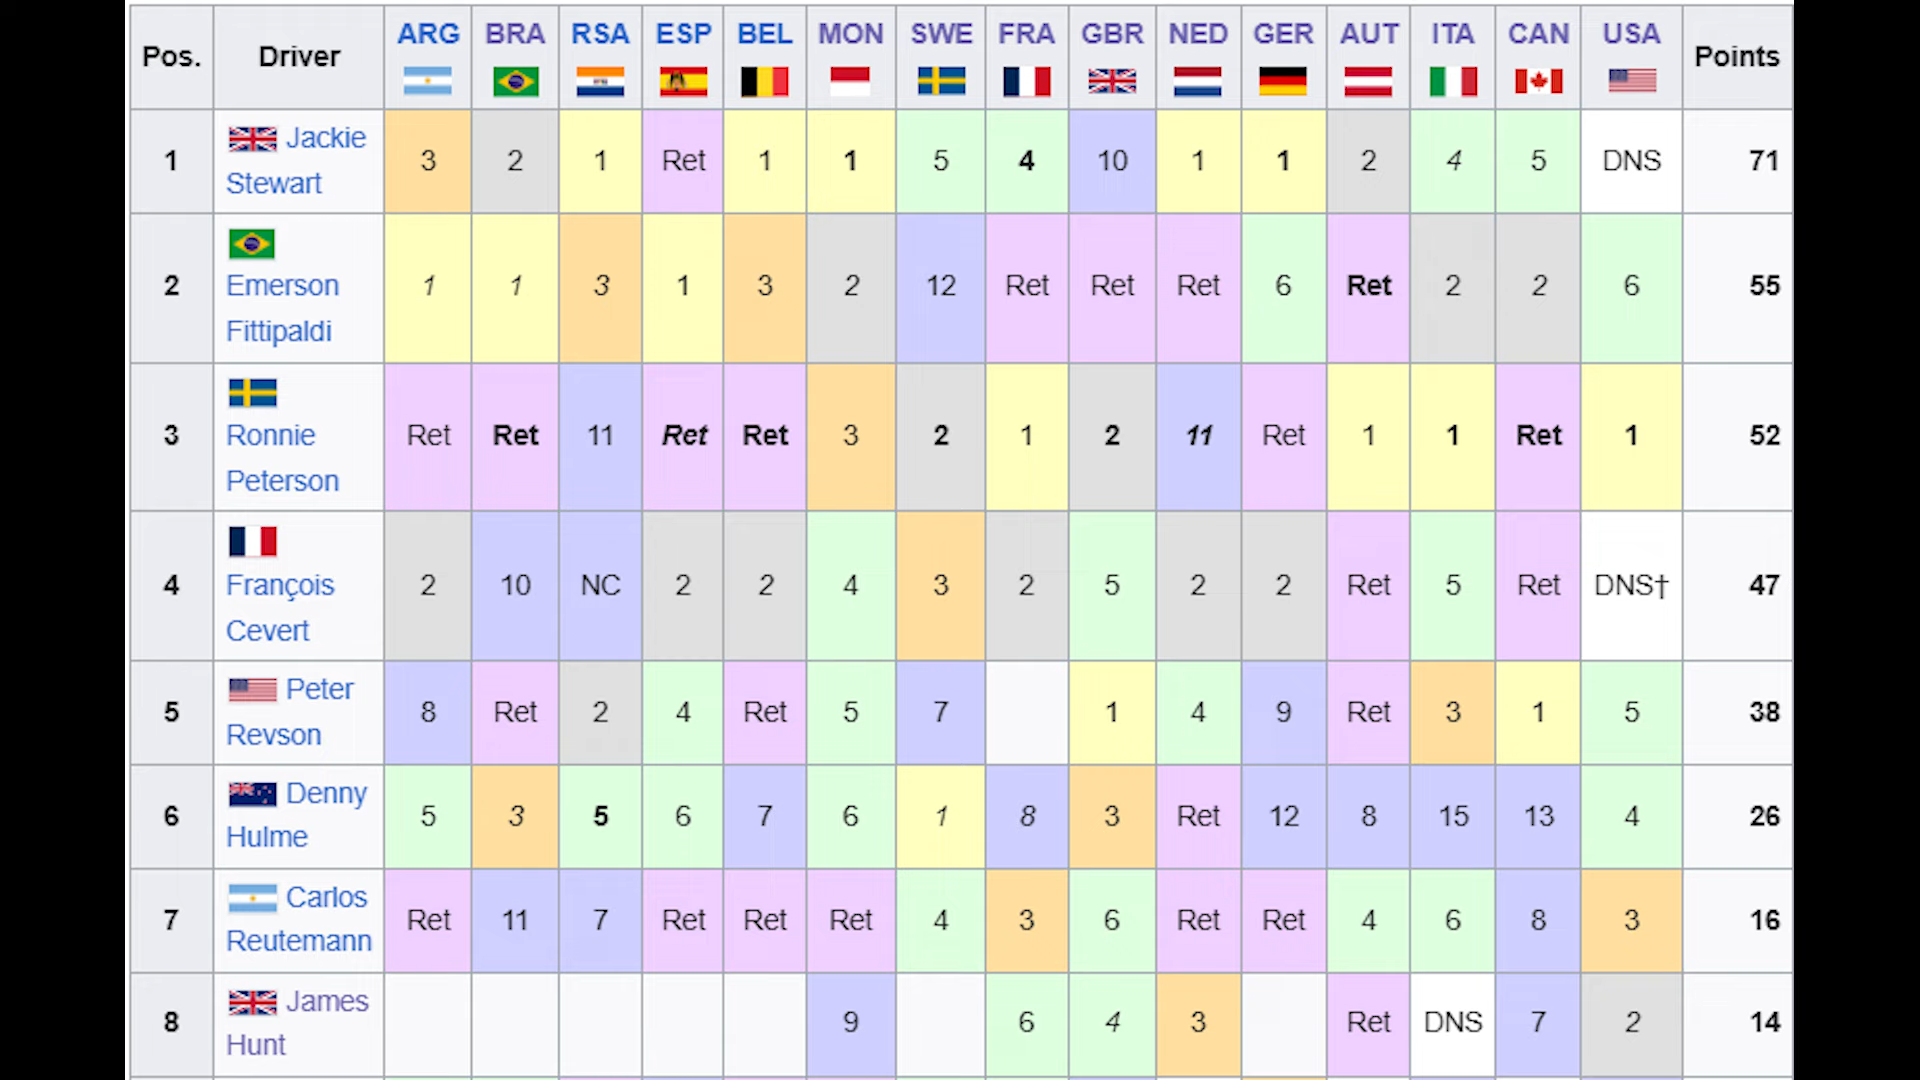 Pos. Driver ARG BRA RSA ESP BEL MON SWE FRA GBR NED GER AUT ITA CAN USA Points
1 Jackie Stewart 3 2 1 Ret 1 1 5 4 10 1 1 2 4 5 DNS 71
2 Emerson Fittipaldi 1 1 3 1 3 2 12 Ret Ret Ret 6 Ret 2 2 6 55
3 Ronnie Peterson Ret Ret 11 Ret Ret 3 2 1 2 11 Ret 1 1 Ret 1 52
4 François Cevert 2 10 NC 2 2 4 3 2 5 2 2 Ret 5 Ret DNS† 47
5 Peter Revson 8 Ret 2 4 Ret 5 7 1 4 9 Ret 3 1 5 38
6 Denny Hulme 5 3 5 6 7 6 1 8 3 Ret 12 8 15 13 4 26
7 Carlos Reutemann Ret 11 7 Ret Ret Ret 4 3 6 Ret Ret 4 6 8 3 16
8 James Hunt 9 6 4 3 Ret DNS 7 2 14